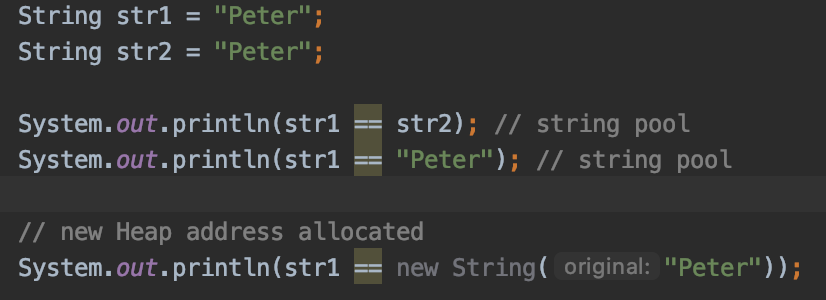 String str1 = "Peter";
String str2 = "Peter";
System.out.println(str1 == str2); // string pool
System.out.println(str1 == "Peter"); // string pool
// new Heap address allocated
System.out.println(str1 == new String( original: "Peter"));